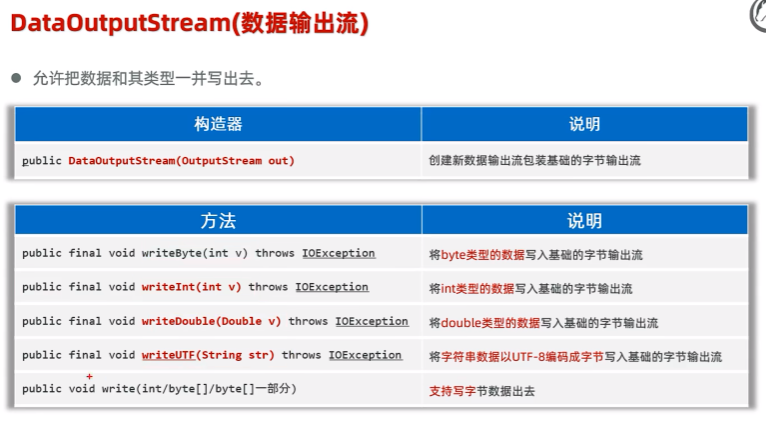 DataOutputStream(数据输出流)
● 允许把数据和其类型一并写出去。
构造器 说明
public DataOutputStream(OutputStream out) 创建新数据输出流包装基础的字节输出流
方法 说明
public final void writeByte(int v) throws IOException 将byte类型的数据写入基础的字节输出流
public final void writeInt(int v) throws IOException 将int类型的数据写入基础的字节输出流
public final void writeDouble(Double v) throws IOException 将double类型的数据写入基础的字节输出流
public final void writeUTF(String str) throws IOException 将字符串数据以UTF-8编码成字节写入基础的字节输出流
public void write(int/byte[]/byte[]一部分) 支持写字节数据出去